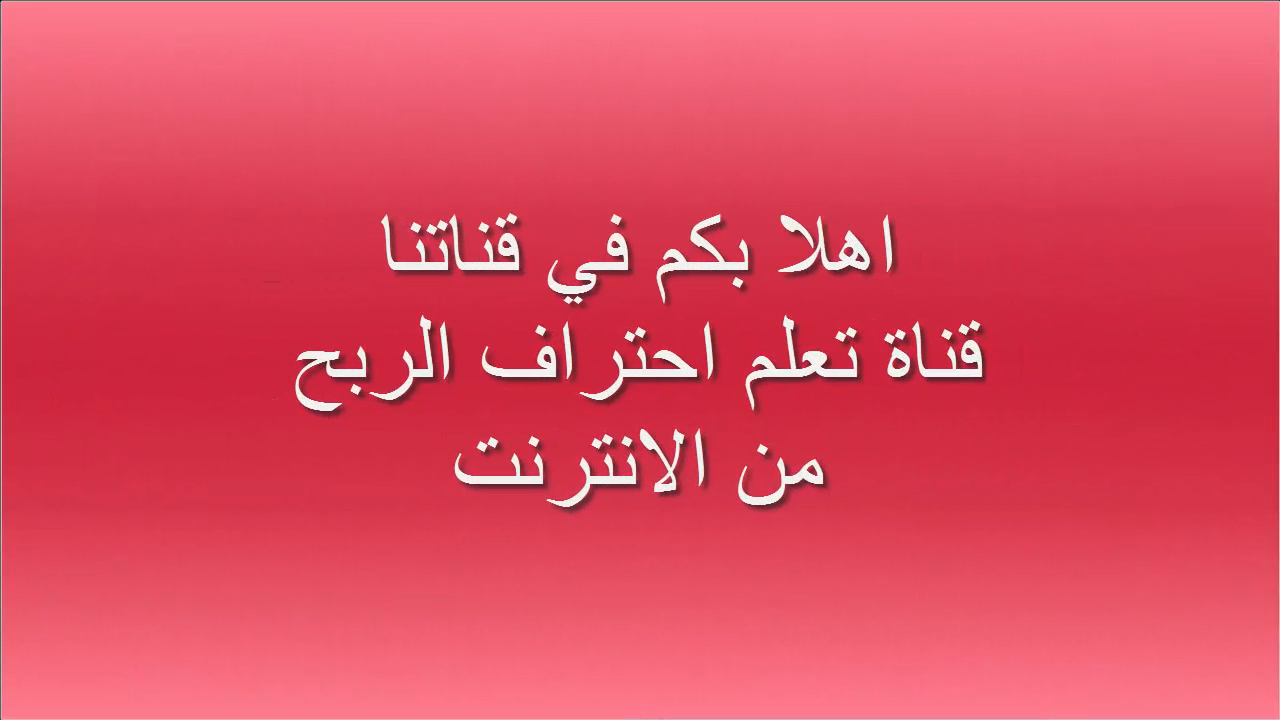 اهلا بكم في قناتنا
قناة تعلم احتراف الربح
من الانترنت